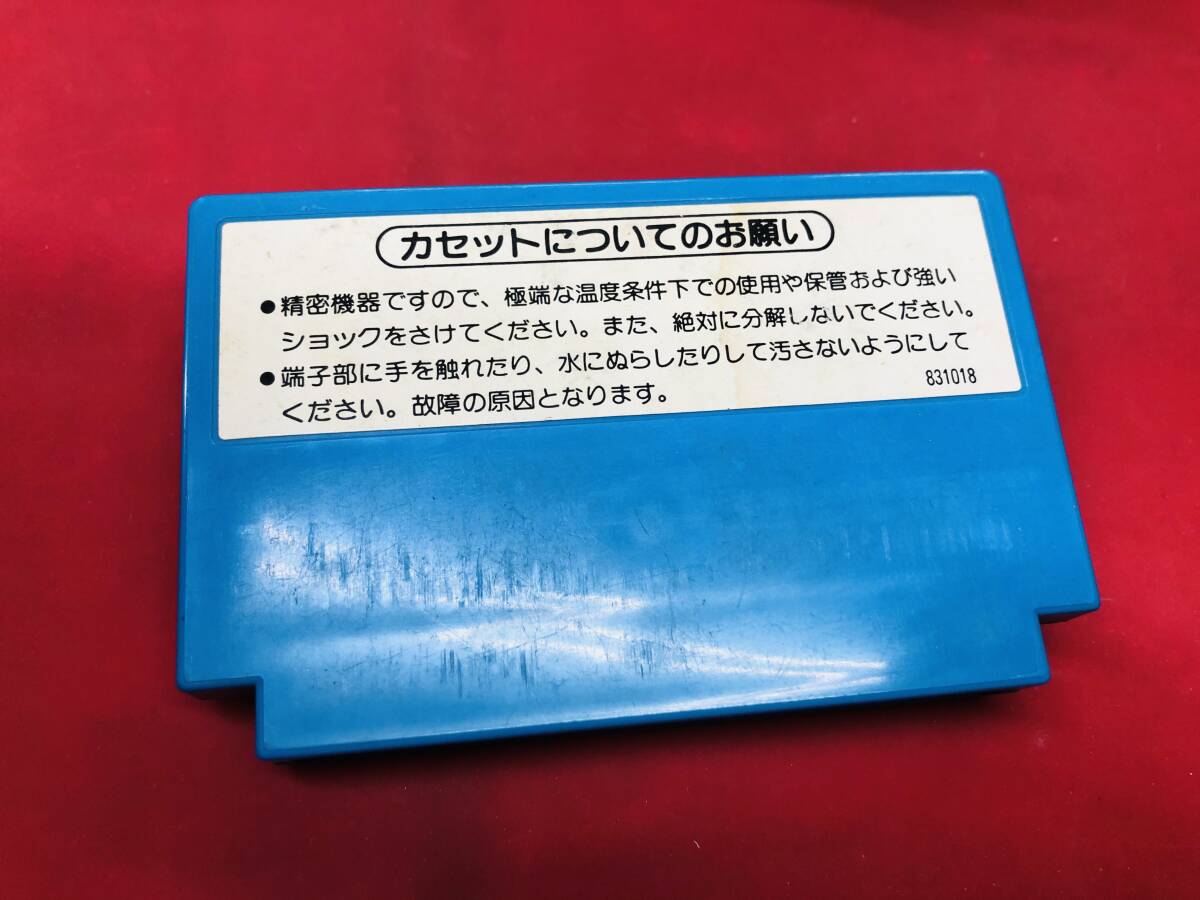 カセットについてのお願い
●精密機器ですので、極端な温度条件下での使用や保管および強い
ショックをさけてください。また、絶対に分解しないでください。
●端子部に手を触れたり、水にぬらしたりして汚さないようにして
ください。故障の原因となります。
831018